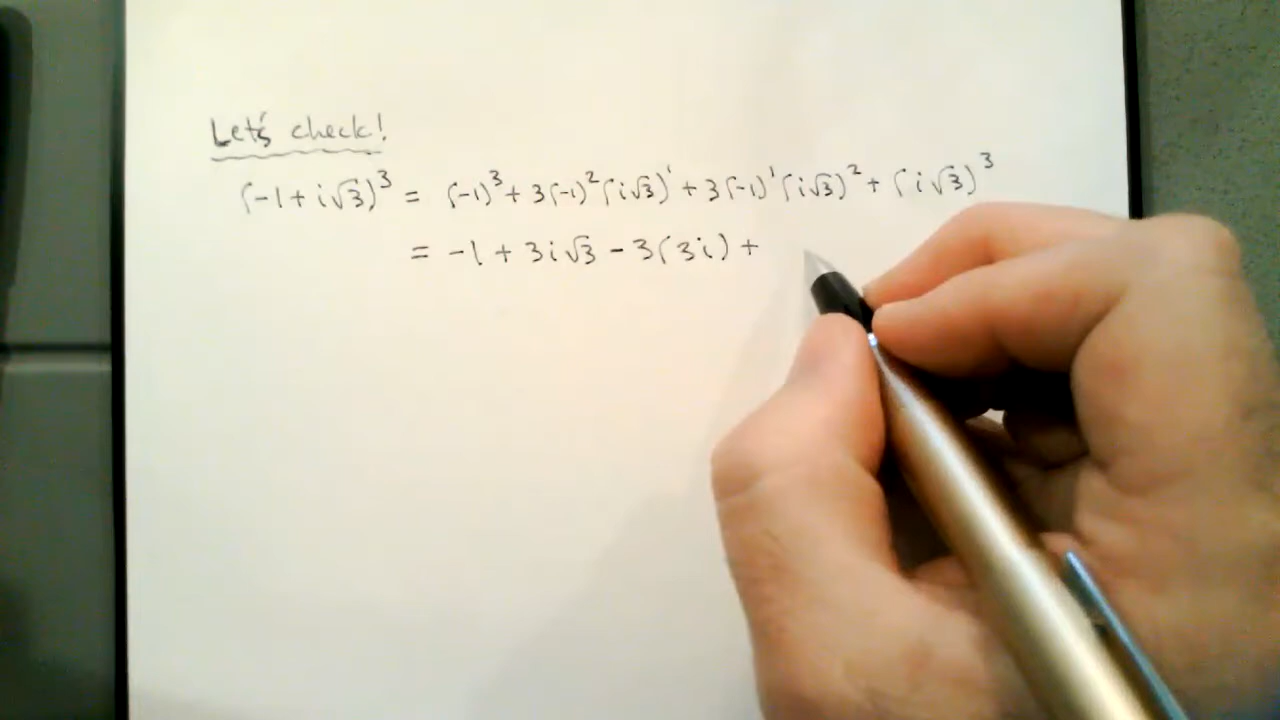 Let's check!
(-1+i√3)³ = (-1)³ + 3(-1)²(i√3)¹ + 3(-1)¹(i√3)² + (i√3)³
= -1 + 3i√3 - 3(3i) +